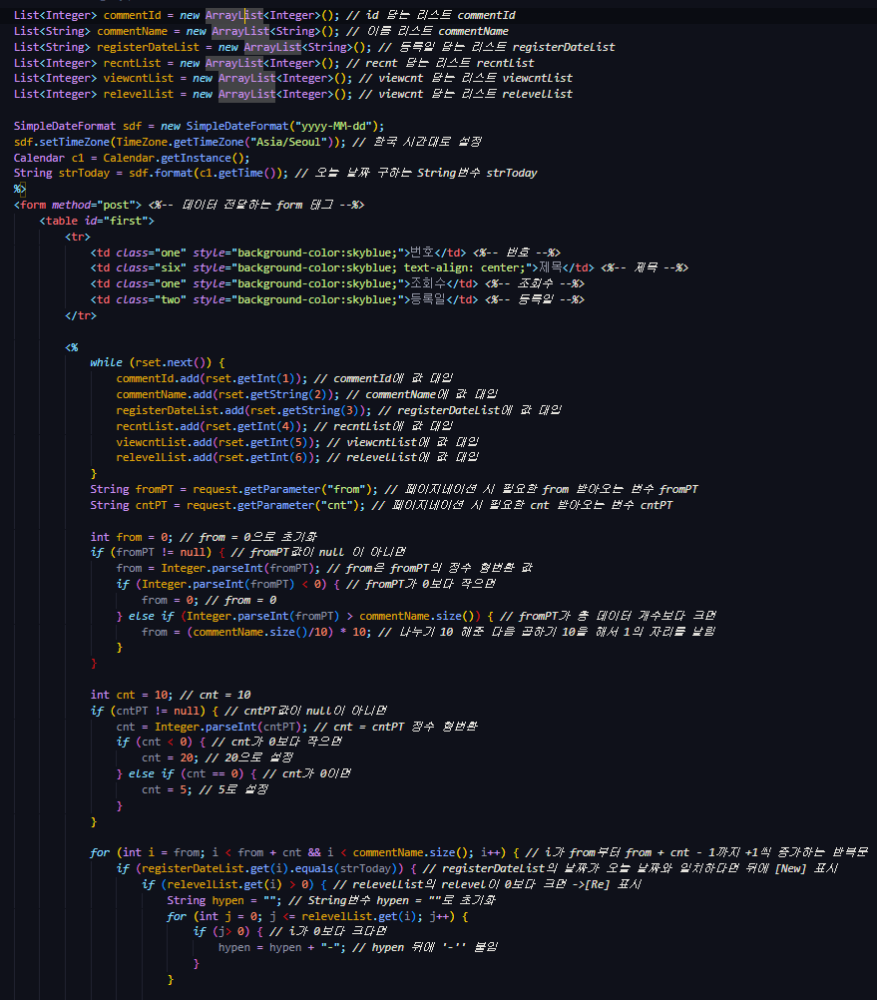 List<Integer> commentId = new ArrayList<Integer>(); // id 담는 리스트 commentId
List<String> commentName = new ArrayList<String>(); // 이름 리스트 commentName
List<String> registerDateList = new ArrayList<String>(); // 등록일 담는 리스트 registerDateList
List<Integer> recntList = new ArrayList<Integer>(); // recnt 담는 리스트 recntList
List<Integer> viewcntList = new ArrayList<Integer>(); // viewcnt 담는 리스트 viewcntList
List<Integer> relevelList = new ArrayList<Integer>(); // viewcnt 담는 리스트 relevelList
SimpleDateFormat sdf = new SimpleDateFormat("yyyy-MM-dd");
sdf.setTimeZone(TimeZone.getTimeZone("Asia/Seoul")); // 한국 시간대로 설정
Calendar c1 = Calendar.getInstance();
String strToday = sdf.format(c1.getTime()); // 오늘 날짜 구하는 String변수 strToday
%>
<form method="post"> <%-- 데이터 전달하는 form 태그 --%>
<table id="first">
<tr>
<td class="one" style="background-color:skyblue;">번호</td> <%-- 번호 --%>
<td class="six" style="background-color:skyblue; text-align: center;">제목</td> <%-- 제목 --%>
<td class="one" style="background-color:skyblue;">조회수</td> <%-- 조회수 --%>
<td class="two" style="background-color:skyblue;">등록일</td> <%-- 등록일 --%>
</tr>
<%
while (rset.next()) {
commentId.add(rset.getInt(1)); // commentId에 값 대입
commentName.add(rset.getString(2)); // commentName에 값 대입
registerDateList.add(rset.getString(3)); // registerDateList에 값 대입
recntList.add(rset.getInt(4)); // recntList에 값 대입
viewcntList.add(rset.getInt(5)); // viewcntList에 값 대입
relevelList.add(rset.getInt(6)); // relevelList에 값 대입
}
String fromPT = request.getParameter("from"); // 페이지네이션 시 필요한 from 받아오는 변수 fromPT
String cntPT = request.getParameter("cnt"); // 페이지네이션 시 필요한 cnt 받아오는 변수 cntPT
int from = 0; // from = 0으로 초기화
if (fromPT != null) { // fromPT값이 null 이 아니면
from = Integer.parseInt(fromPT); // from은 fromPT의 정수 형변환 값
if (Integer.parseInt(fromPT) < 0) { // fromPT가 0보다 작으면
from = 0; // from = 0
} else if (Integer.parseInt(fromPT) > commentName.size()) { // fromPT가 총 데이터 개수보다 크면
from = (commentName.size()/10) * 10; // 나누기 10 해준 다음 곱하기 10을 해서 1의 자리를 날림
}
}
int cnt = 10; // cnt = 10
if (cntPT != null) { // cntPT값이 null이 아니면
cnt = Integer.parseInt(cntPT); // cnt = cntPT 정수 형변환
if (cnt < 0) { // cnt가 0보다 작으면
cnt = 20; // 20으로 설정
} else if (cnt == 0) { // cnt가 0이면
cnt = 5; // 5로 설정
}
}
for (int i = from; i < from + cnt && i < commentName.size(); i++) { // i가 from부터 from + cnt - 1까지 +1씩 증가하는 반복문
if (registerDateList.get(i).equals(strToday)) { // registerDateList의 날짜가 오늘 날짜와 일치하다면 뒤에 [New] 표시
if (relevelList.get(i) > 0) { // relevelList의 relevel이 0보다 크면 ->[Re] 표시
String hypen = ""; // String변수 hypen = ""로 초기화
for (int j = 0; j <= relevelList.get(i); j++) {
if (j> 0) { // i가 0보다 크다면
hypen = hypen + "-"; // hypen 뒤에 '-'' 붙임
}
}